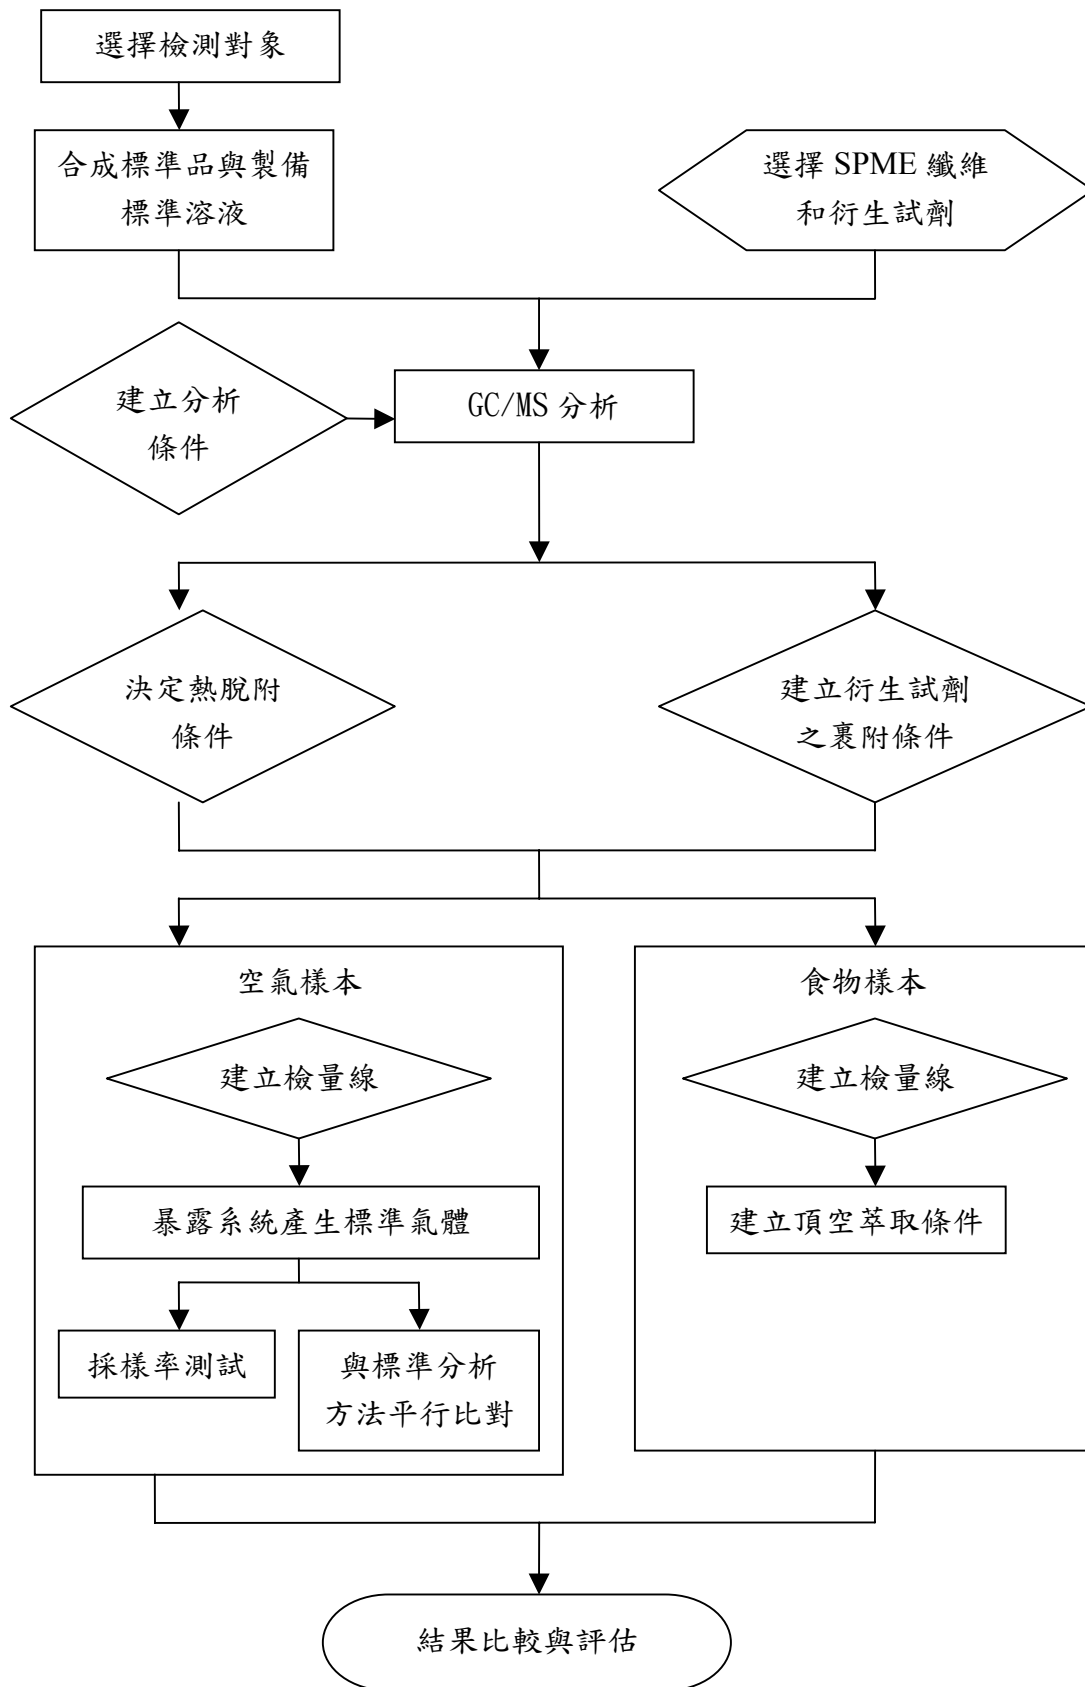 選擇檢測對象
合成標準品與製備
標準溶液
選擇 SPME 纖維
和衍生試劑
建立分析
條件
GC/MS 分析
決定熱脫附
條件
建立衍生試劑
之裹附條件
空氣樣本
建立檢量線
暴露系統產生標準氣體
採樣率測試
與標準分析
方法平行比對
食物樣本
建立檢量線
建立頂空萃取條件
結果比較與評估